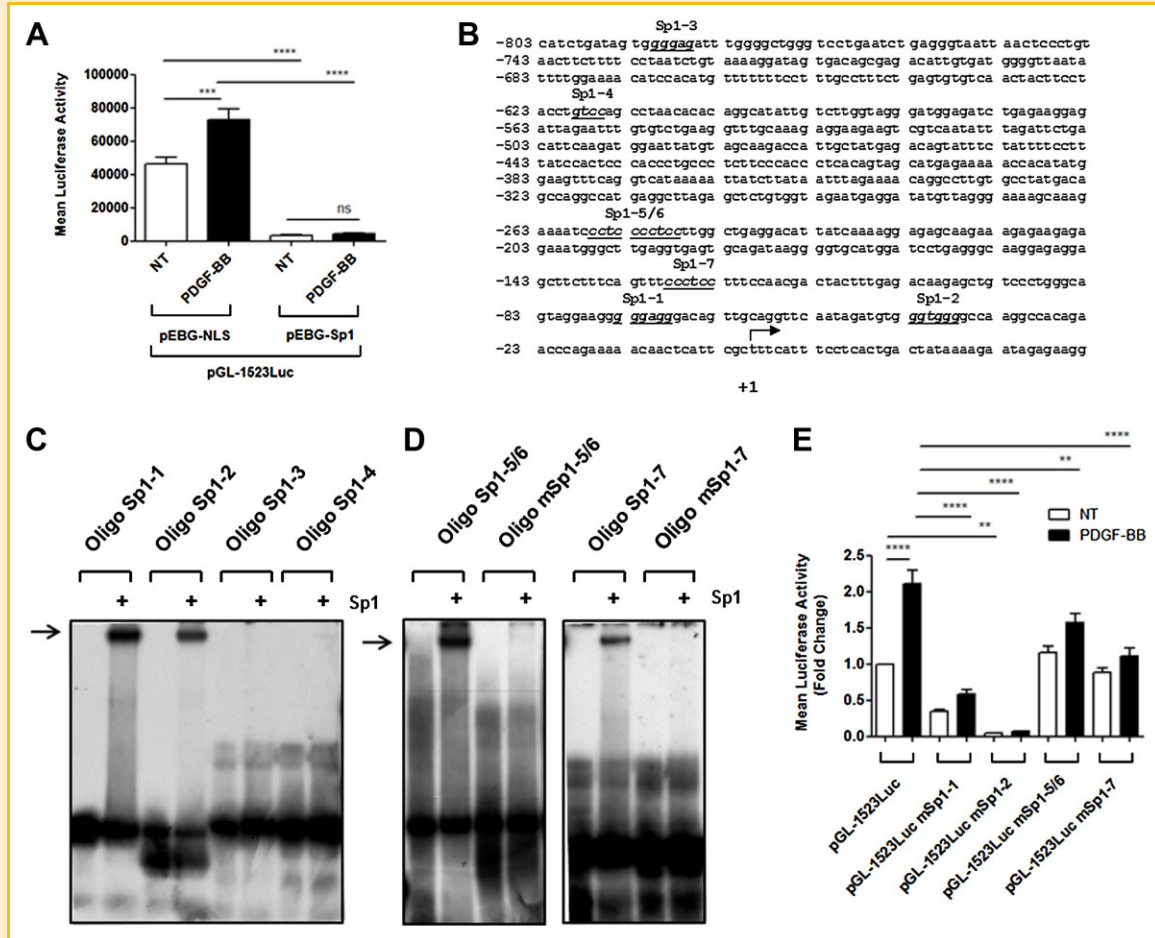 A
Mean Luciferase Activity
100000
80000
60000
40000
20000
0
****
****
***
ns
NT
PDGF-BB
NT
PDGF-BB
pEBG-NLS
pEBG-Sp1
pGL-1523Luc
B
Sp1-3
-803 catctgatag tggggagatt tggggctggg tcctgaatct gagggtaatt aactccctgt
-743 aacttctttt cctaatctgt aaaaggatag tgacagcgag acattgtgat ggggttaata
-683 ttttggaaaa catccacatg tttttttcct ttgcctttct gagtgtgtca actacttcct
Sp1-4
-623 acctgtccag cctaacacac aggcatattg tcttggtagg gatggagatc tgagaaggag
-563 attagaattt gtgtctgaag gtttgcaaag aggaagaagt cgtcaatatt tagattctga
-503 cattcaagat ggaattatgt agcaagaccat tgctatgag acagtatttc tattttcctt
-443 tatccactcc caccctgccc tcttcccacc ctcacagtag catgagaaaa accacatatg
-383 gaagtttcag gtcataaaaa ttatcttata atttagaaaa caggccttgt gcctatgaca
-323 gccaggccat gaggcttaga gctctgtggt agaatgagga tatgttaggg aaaagcaaca
Sp1-5/6
-263 aaaatccctc ccctccttgg ctgaggacat tatcaaaagg agagcaagaa agagaagaga
-203 gaaatgggct tgaggtgagt gcagataagg gggtgcatgga tcctgagggc aaggagagga
Sp1-7
-143 gcttctttca gtttccctcc tttccaacga ctactttgag acaagagctg tccctgggca
Sp1-1
Sp1-2
-83 gtaggaaggg ggagggacag ttgcaggttc aatagatgtg ggtgggggcca aggccacaga
-23 acccagaaaa acaactcatt cgctttcatt tcctcactga ctataaaaga atagagaagg
+1
C
Oligo Sp1-1
Oligo Sp1-2
Oligo Sp1-3
Oligo Sp1-4
+ + + + Sp1
D
Oligo Sp1-5/6
Oligo mSp1-5/6
Oligo Sp1-7
Oligo mSp1-7
+ + Sp1 + +
E
Mean Luciferase Activity
(Fold Change)
2.5
2.0
1.5
1.0
0.5
0.0
****
**
****
****
**
****
NT
PDGF-BB
pGL-1523Luc
pGL-1523Luc mSp1-1
pGL-1523Luc mSp1-2
pGL-1523Luc mSp1-5/6
pGL-1523Luc mSp1-7